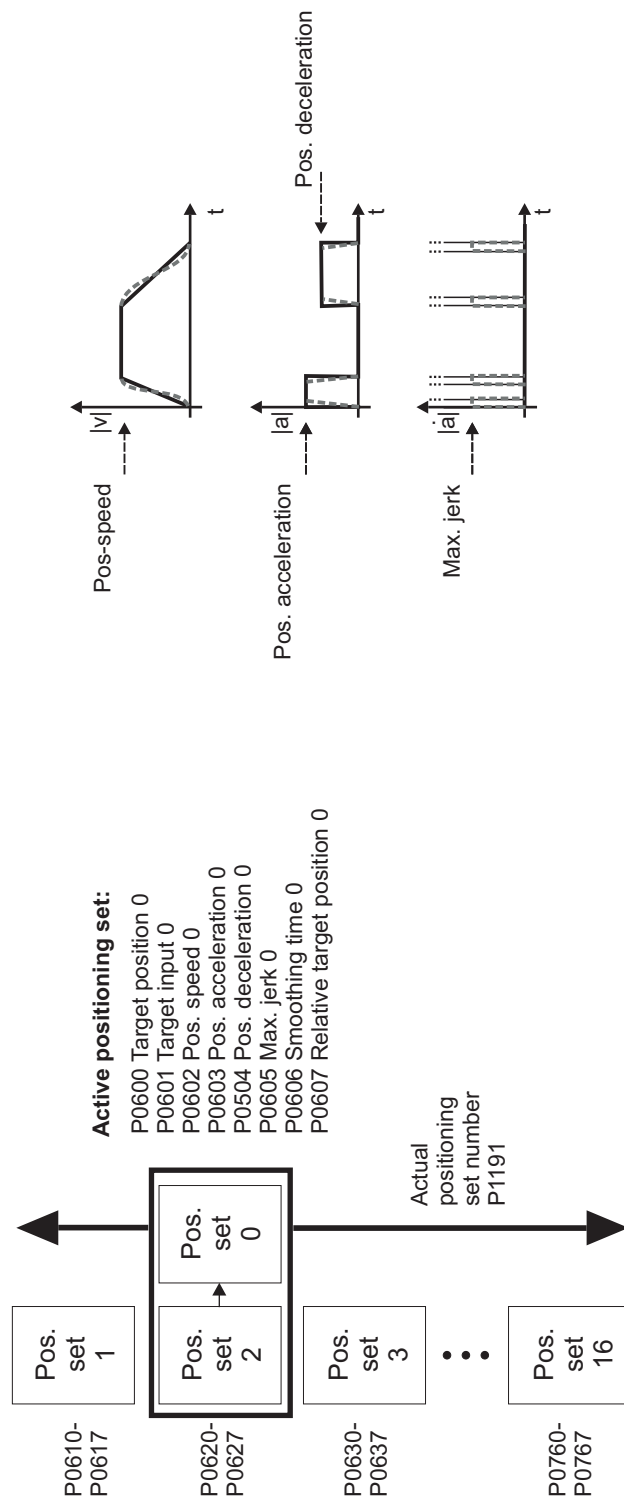 P0610-
P0617
Pos.
set
1
P0620-
P0627
Pos.
set
2
Pos.
set
0
P0630-
P0637
Pos.
set
3
P0760-
P0767
Pos.
set
16
Actual
positioning
set number
P1191
Active positioning set:
P0600 Target position 0
P0601 Target input 0
P0602 Pos. speed 0
P0603 Pos. acceleration 0
P0504 Pos. deceleration 0
P0605 Max. jerk 0
P0606 Smoothing time 0
P0607 Relative target position 0
Pos-speed
|v|
t
Pos. acceleration
|a|
t
Pos. deceleration
Max. jerk
|ȧ|
t